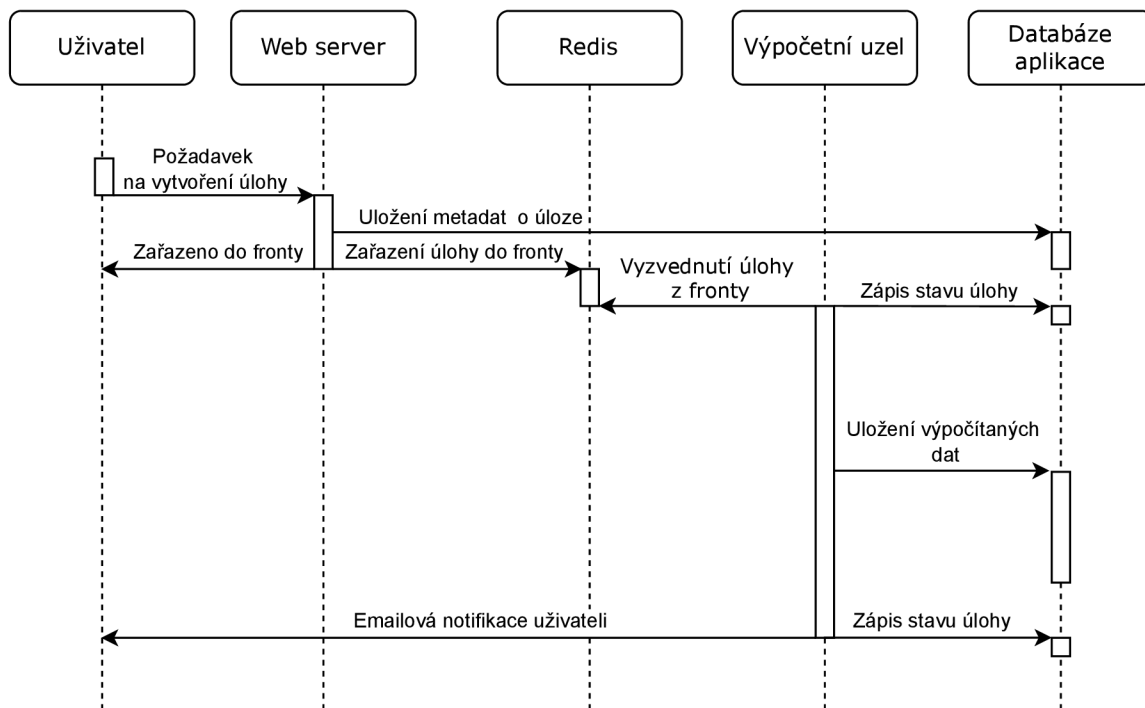 Uživatel
Web server
Redis
Výpočetní uzel
Databáze
aplikace
Požadavek
na vytvoření úlohy
Uložení metadat o úloze
Zařazeno do fronty
Zařazení úlohy do fronty
Vyzvednutí úlohy
z fronty
Zápis stavu úlohy
Uložení výpočítaných
dat
Emailová notifikace uživateli
Zápis stavu úlohy